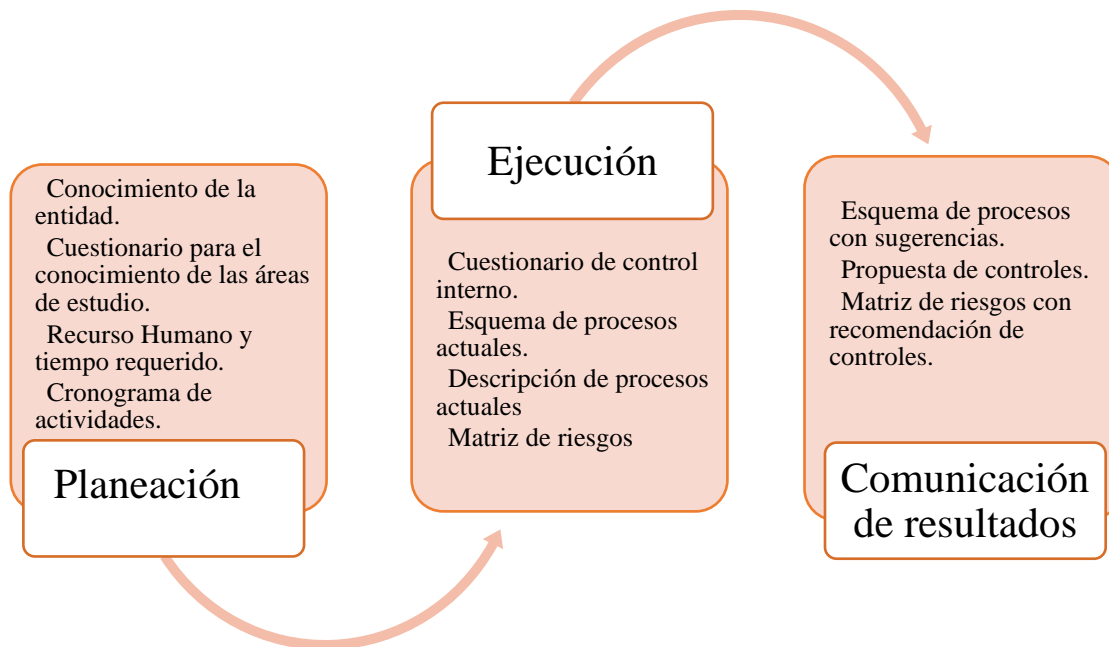 Conocimiento de la
entidad.
Cuestionario para el
conocimiento de las áreas
de estudio.
Recurso Humano y
tiempo requerido.
Cronograma de
actividades.
Planeación
Ejecución
Cuestionario de control
interno.
Esquema de procesos
actuales.
Descripción de procesos
actuales
Matriz de riesgos
Esquema de procesos
con sugerencias.
Propuesta de controles.
Matriz de riesgos con
recomendación de
controles.
Comunicación
de resultados